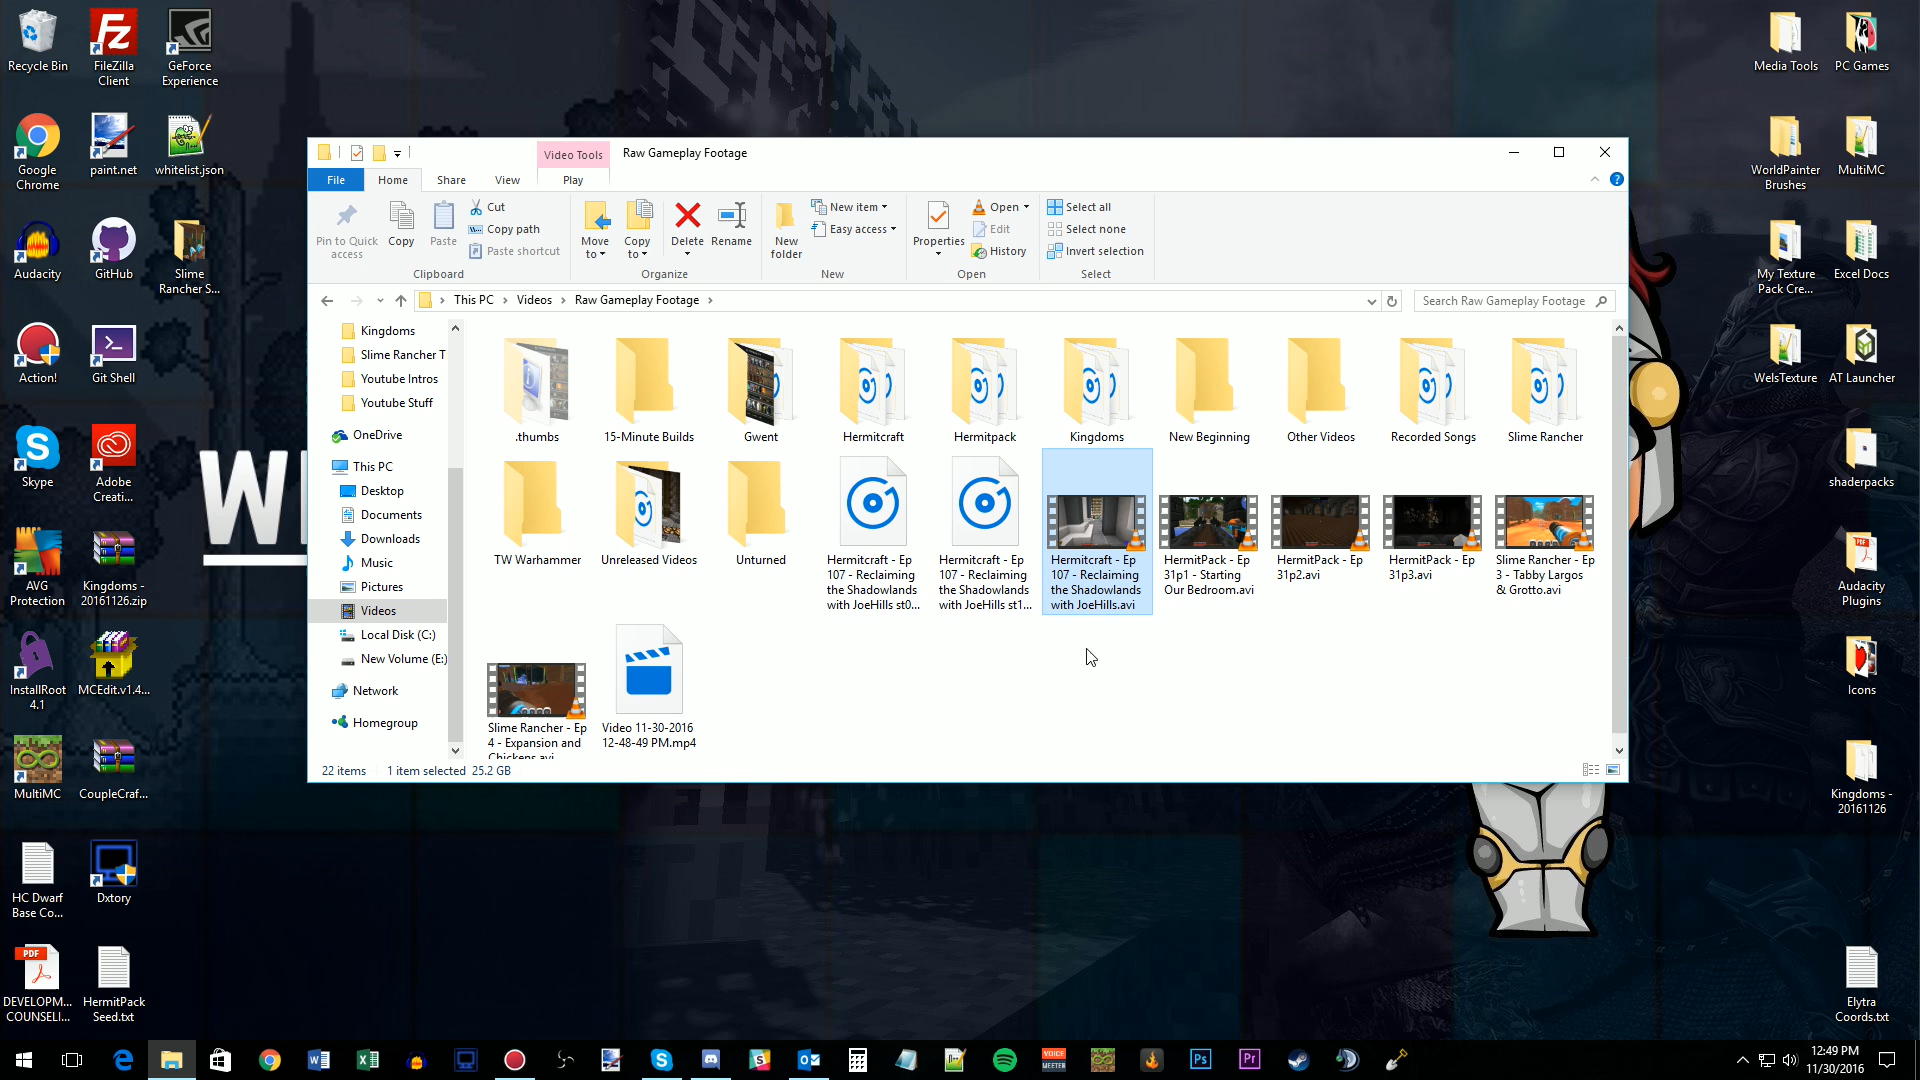 Recycle Bin
FileZilla
Client
GeForce
Experience
Google
Chrome
paint.net
whitelist.json
Audacity
GitHub
Slime
Rancher S...
Action!
Git Shell
Skype
Adobe
Creati...
AVG
Protection
Kingdoms -
20161126.zip
InstallRoot
4.1
MCEdit.v1.4...
MultiMC
CoupleCraf...
HC Dwarf
Base Co...
Dxtory
PDF
DEVELOPM...
COUNSELI...
HermitPack
Seed.txt
W
Video Tools
Raw Gameplay Footage
File
Home
Share
View
Play
Pin to Quick
access
Copy
Paste
Cut
Copy path
Paste shortcut
Clipboard
Move
to
Copy
to
Delete
Rename
Organize
New
folder
New item
Easy access
New
Properties
Open
Edit
History
Open
Select all
Select none
Invert selection
Select
This PC
Videos
Raw Gameplay Footage
Search Raw Gameplay Footage
Kingdoms
Slime Rancher T
Youtube Intros
Youtube Stuff
OneDrive
This PC
Desktop
Documents
Downloads
Music
Pictures
Videos
Local Disk (C:)
New Volume (E:)
Network
Homegroup
.thumbs
15-Minute Builds
Gwent
Hermitcraft
Hermitpack
Kingdoms
New Beginning
Other Videos
Recorded Songs
Slime Rancher
TW Warhammer
Unreleased Videos
Unturned
Hermitcraft - Ep
107 - Reclaiming
the Shadowlands
with JoeHills st0...
Hermitcraft - Ep
107 - Reclaiming
the Shadowlands
with JoeHills st1...
Hermitcraft - Ep
107 - Reclaiming
the Shadowlands
with JoeHills.avi
HermitPack - Ep
31p1 - Starting
Our Bedroom.avi
HermitPack - Ep
31p2.avi
HermitPack - Ep
31p3.avi
Slime Rancher - Ep
3 - Tabby Largos
& Grotto.avi
Slime Rancher - Ep
4 - Expansion and
Chickens.avi
Video 11-30-2016
12-48-49 PM.mp4
22 items
1 item selected 25.2 GB
Media Tools
PC Games
WorldPainter
Brushes
MultiMC
My Texture
Pack Cre...
Excel Docs
WelsTexture
AT Launcher
shaderpacks
Audacity
Plugins
Icons
Kingdoms -
20161126
Elytra
Coords.txt
VOICE
MEETER
Ps
Pr
12:49 PM
11/30/2016